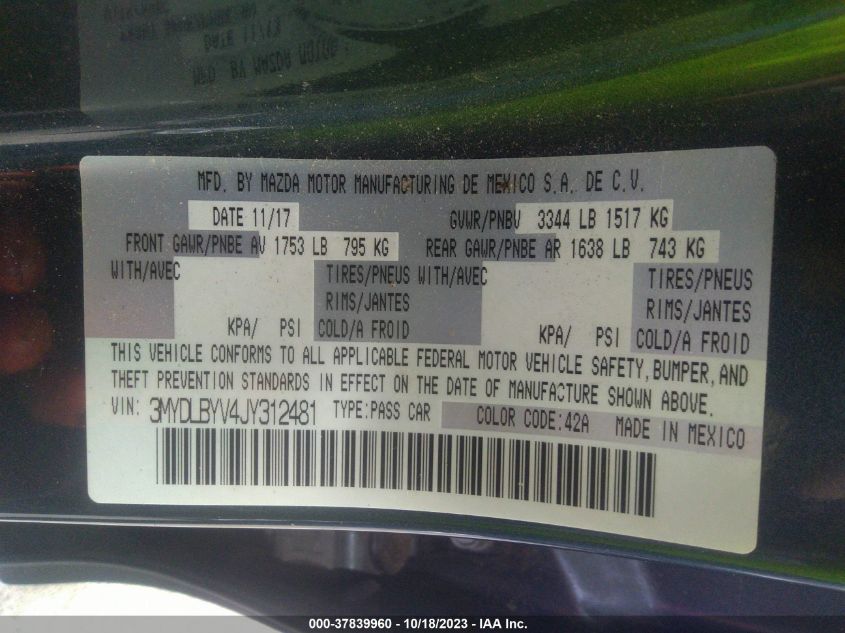 MFD. BY MAZDA MOTOR MANUFACTURING DE MEXICO S.A. DE C.V.
DATE 11/17 GVWR/PNBV 3344 LB 1517 KG
FRONT GAWR/PNBE AV 1753 LB 795 KG REAR GAWR/PNBE AR 1638 LB 743 KG
WITH/AVEC TIRES/PNEUS WITH/AVEC TIRES/PNEUS
RIMS/JANTES RIMS/JANTES
KPA/ PSI COLD/A FROID KPA/ PSI COLD/A FROID
THIS VEHICLE CONFORMS TO ALL APPLICABLE FEDERAL MOTOR VEHICLE SAFETY, BUMPER, AND
THEFT PREVENTION STANDARDS IN EFFECT ON THE DATE OF MANUFACTURE SHOWN ABOVE.
VIN: 3MYDLBYV4JY312481 TYPE:PASS CAR COLOR CODE:42A MADE IN MEXICO
000-37839960 - 10/18/2023 - IAA Inc.